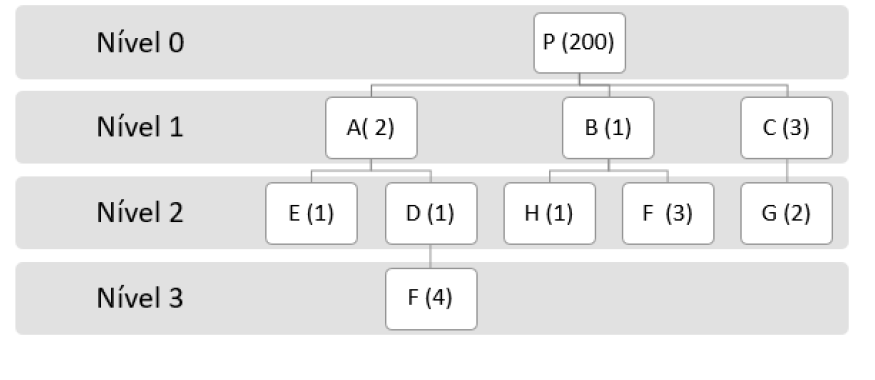 Nível 0
P (200)
Nível 1
A( 2)
B (1)
C (3)
Nível 2
E (1)
D (1)
H (1)
F (3)
G (2)
Nível 3
F (4)